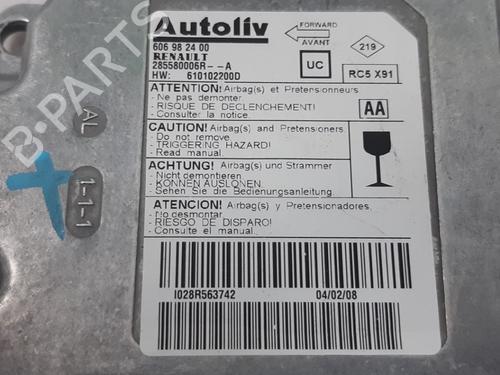 Autoliv
FORWARD
AVANT
606 98 24 00
RENAULT
285580006R--A
HW: 610102200D
UC
219
RC5 X91
ATTENTION! Airbag(s) et Pretensionneurs
- Ne pas demonter.
- RISQUE DE DECLENCHEMENT!
- Consulter la notice.
AA
CAUTION! Airbag(s) and Pretensioners
- Do not remove.
- TRIGGERING HAZARD!
- Read manual.
ACHTUNG! Airbag(s) und Strammer
- Nicht demontieren.
- KONNEN AUSLONEN.
- Sehen Sie die Bedienungsanleitung.
ATENCION! Airbag(s) y Pretensionadores.
- No desmontar.
- RIESGO DE DISPARO!
- Consulte el manual.
I028R563742
04/02/08
AL
1-1-1
B-PARTS